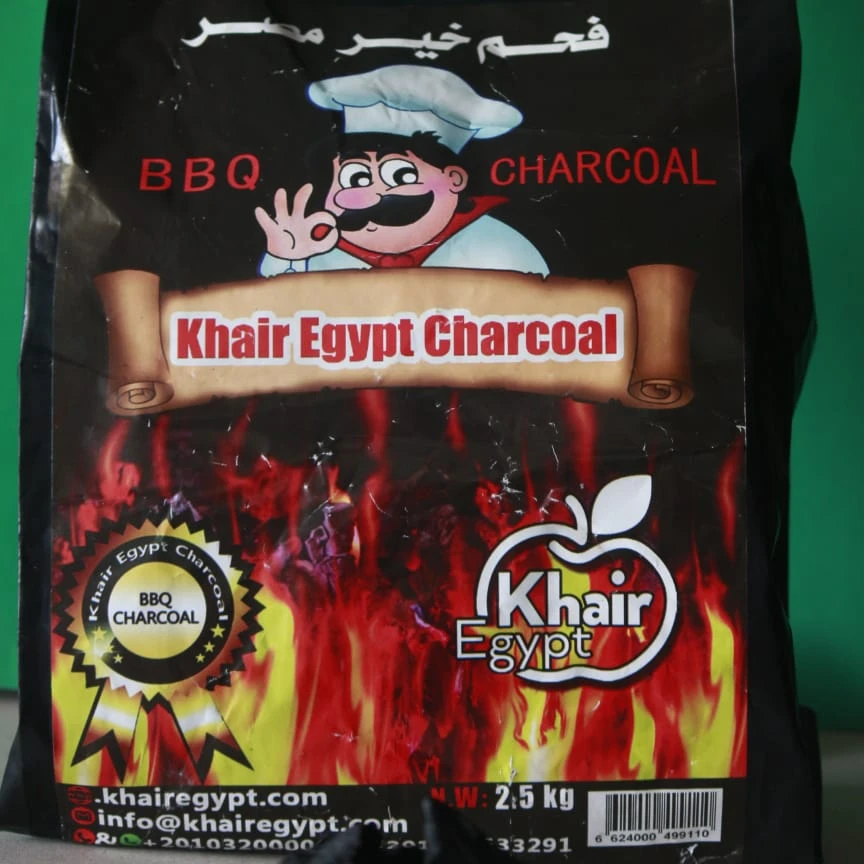 فحم خير مصر
BBQ CHARCOAL
Khair Egypt Charcoal
Khair Egypt Charcoal
BBQ
CHARCOAL
Khair
Egypt
.khairegypt.com
N.W: 2.5 kg
info@khairegypt.com
6 624000 499110